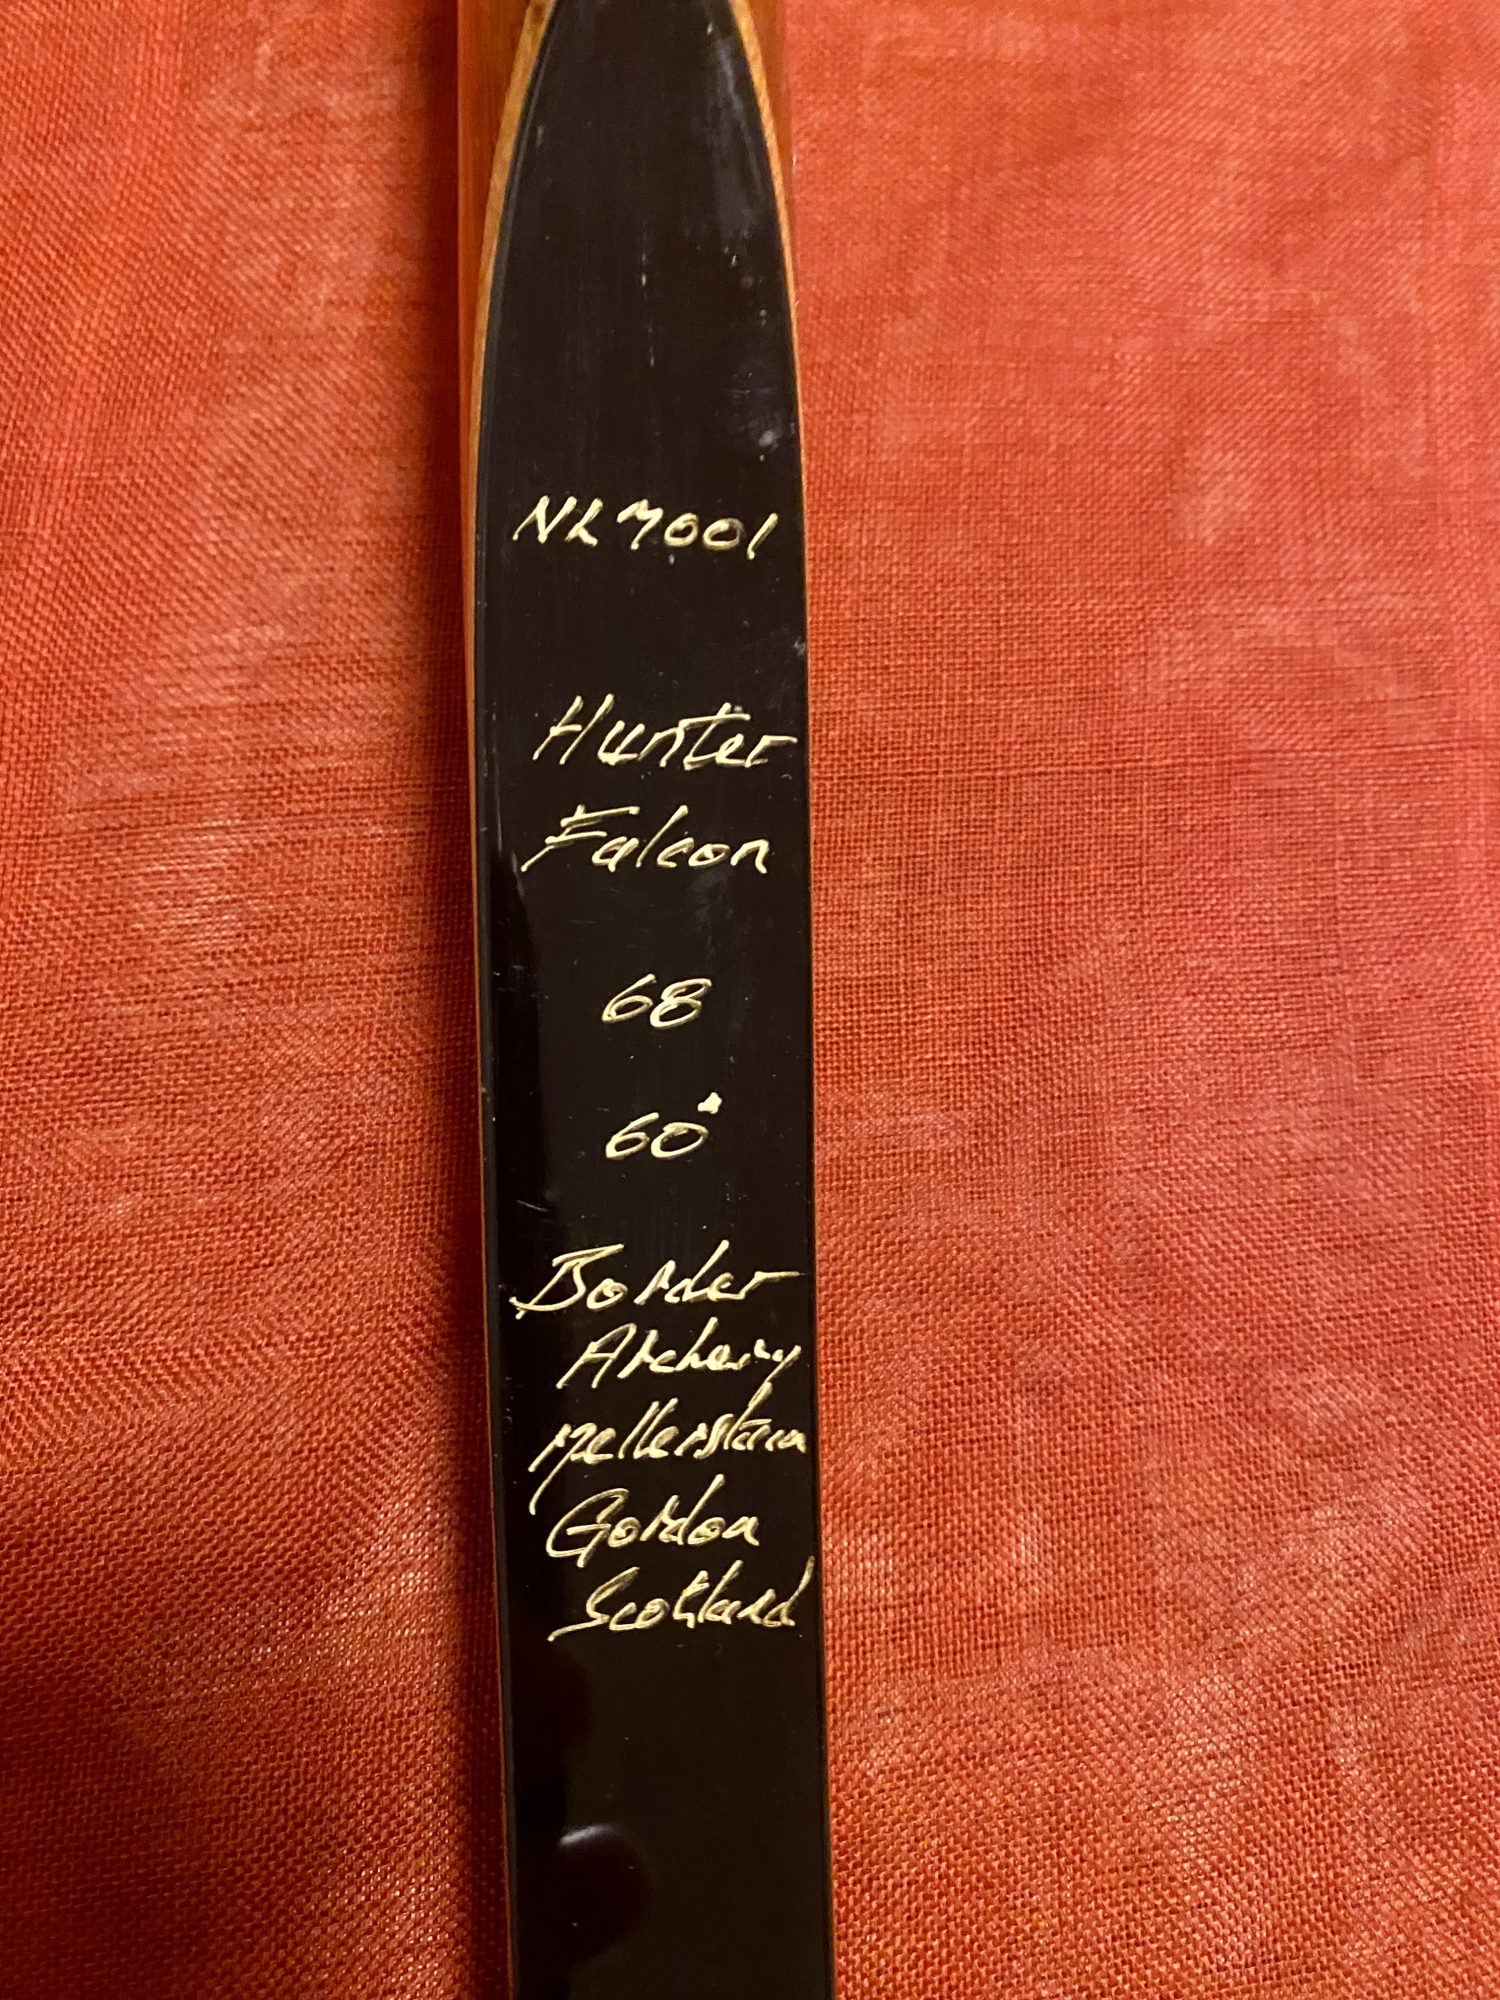 NL7001
Hunter
Falcon
68
60"
Border
Archery
Mellerstain
Gordon
Scotland